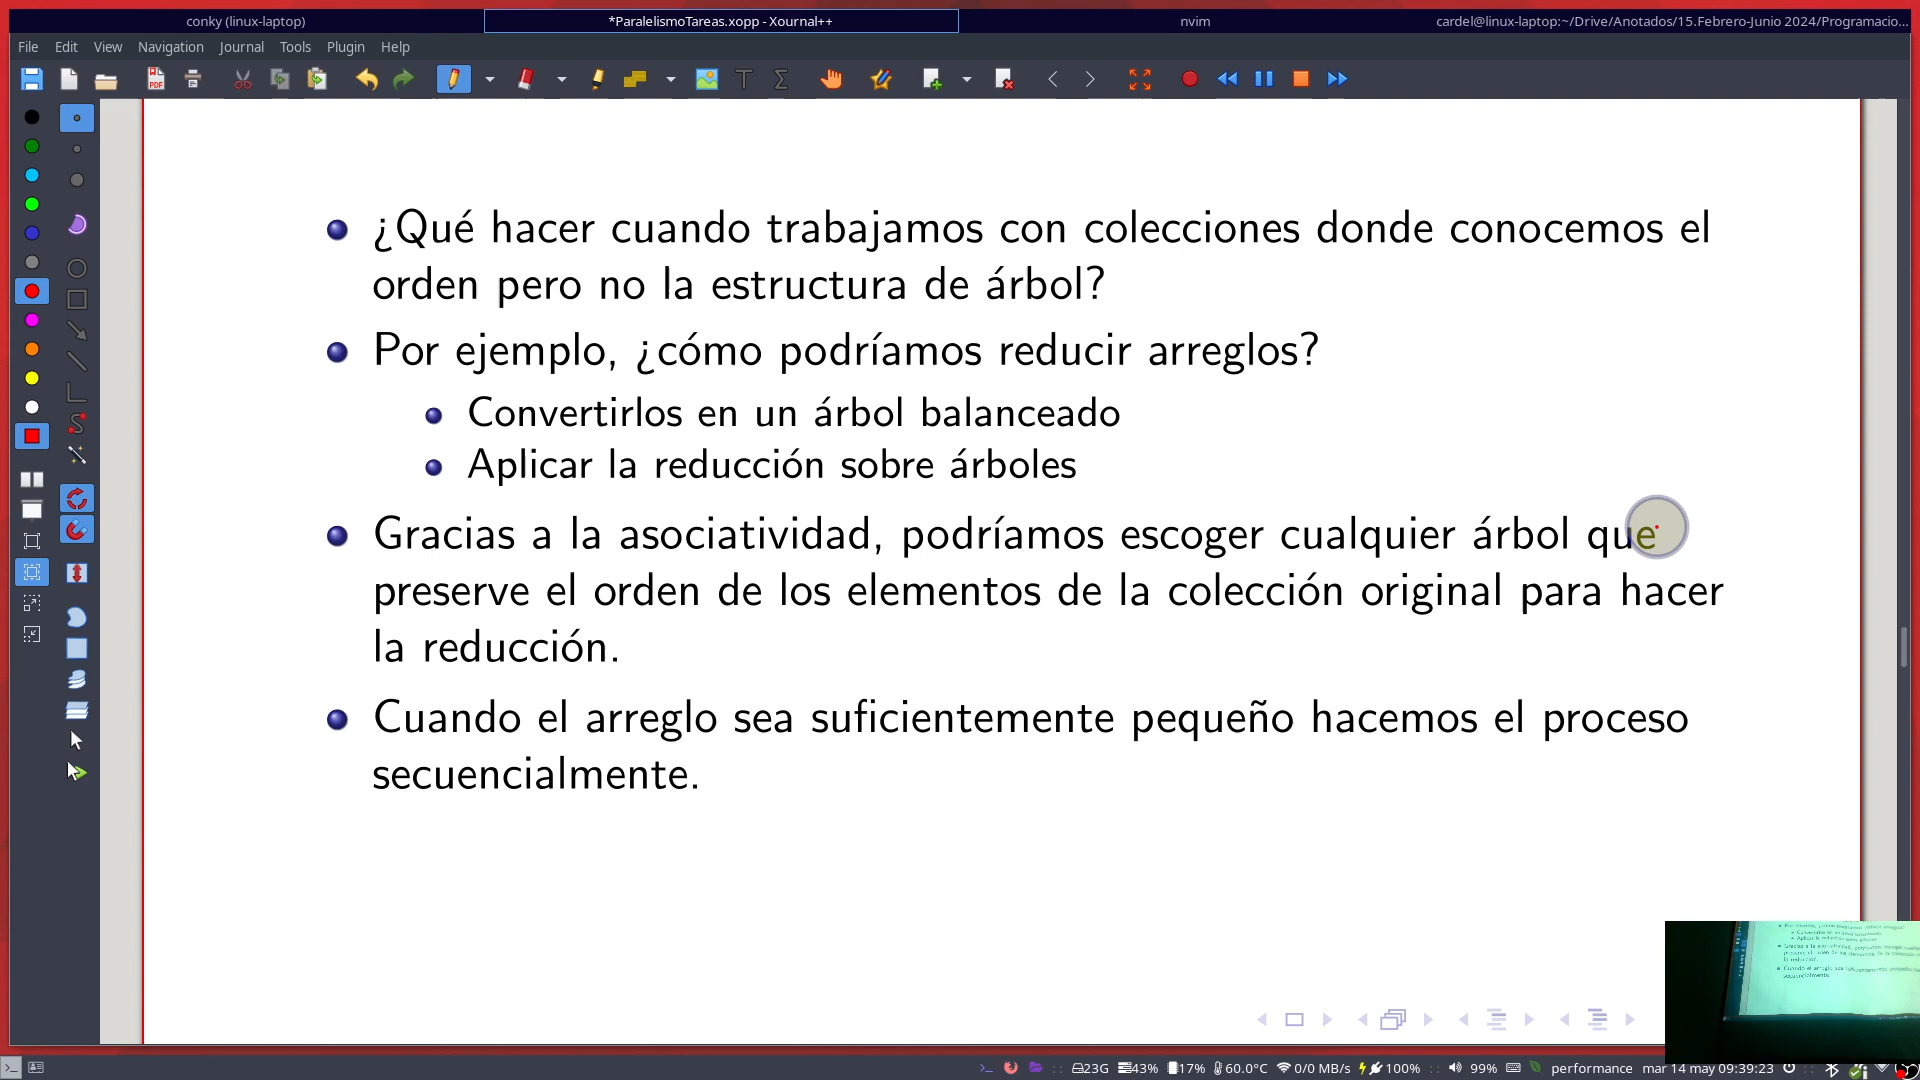 conky (linux-laptop)
*ParalelismoTareas.xopp - Xournal++
nvim
cardel@linux-laptop:~/Drive/Anotados/15.Febrero-Junio 2024/Programacio...
File Edit View Navigation Journal Tools Plugin Help
¿Qué hacer cuando trabajamos con colecciones donde conocemos el
orden pero no la estructura de árbol?
Por ejemplo, ¿cómo podríamos reducir arreglos?
Convertirlos en un árbol balanceado
Aplicar la reducción sobre árboles
Gracias a la asociatividad, podríamos escoger cualquier árbol que
preserve el orden de los elementos de la colección original para hacer
la reducción.
Cuando el arreglo sea suficientemente pequeño hacemos el proceso
secuencialmente.
23G 43% 17% 60.0°C 0/0 MB/s 100% 99% performance mar 14 may 09:39:23